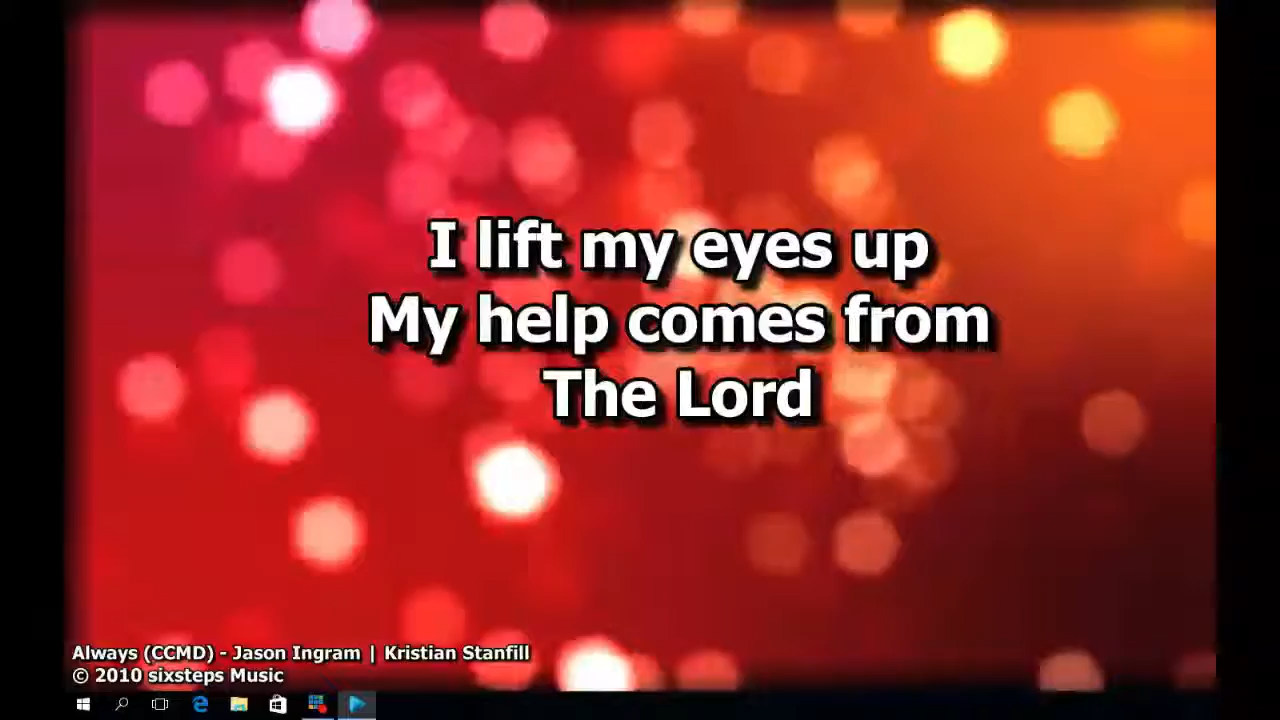 I lift my eyes up
My help comes from
The Lord
Always (CCMD) - Jason Ingram | Kristian Stanfill
© 2010 sixsteps Music